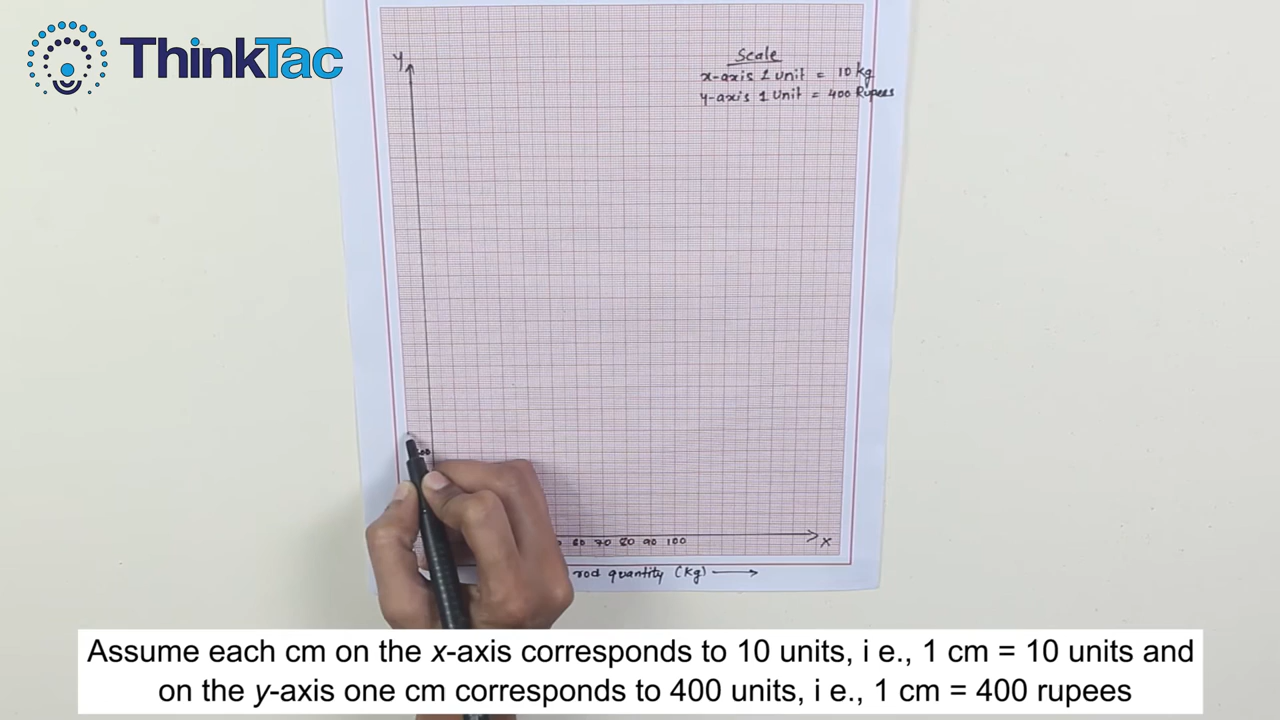 ThinkTac
Y
Scale
x-axis 1 unit = 10 kg
y-axis 1 Unit = 400 Rupees
60 70 80 90 100
X
rod quantity (Kg)
Assume each cm on the x-axis corresponds to 10 units, i e., 1 cm = 10 units and
on the y-axis one cm corresponds to 400 units, i e., 1 cm = 400 rupees